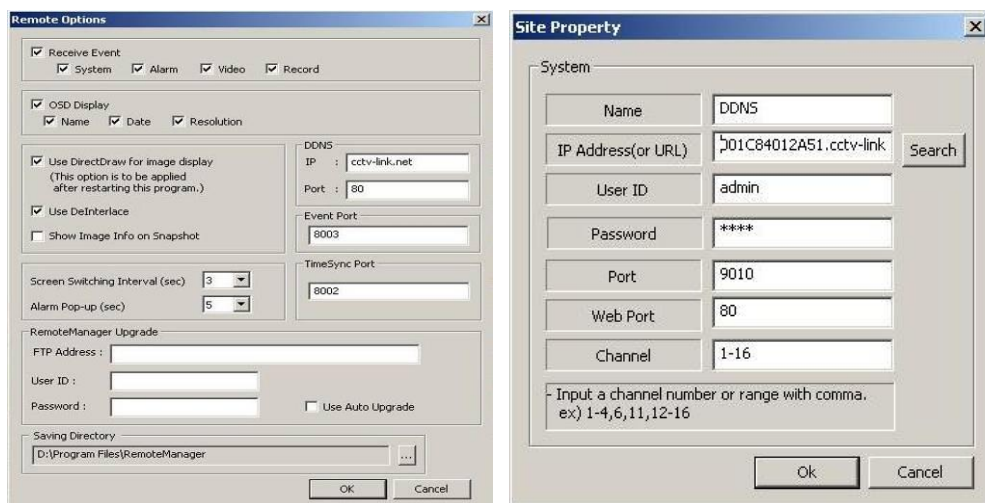 Remote Options
Receive Event
System Alarm Video Record
OSD Display
Name Date Resolution
Use DirectDraw for image display
(This option is to be applied
after restarting this program.)
Use DeInterlace
Show Image Info on Snapshot
DDNS
IP : cctv-link.net
Port : 80
Event Port
8003
Screen Switching Interval (sec) 3
Alarm Pop-up (sec) 5
TimeSync Port
8002
RemoteManager Upgrade
FTP Address :
User ID :
Password :
Use Auto Upgrade
Saving Directory
D:\Program Files\RemoteManager
...
OK Cancel
Site Property
System
Name DDNS
IP Address(or URL) 001C84012A51.cctv-link Search
User ID admin
Password ****
Port 9010
Web Port 80
Channel 1-16
- Input a channel number or range with comma.
ex) 1-4,6,11,12-16
Ok Cancel